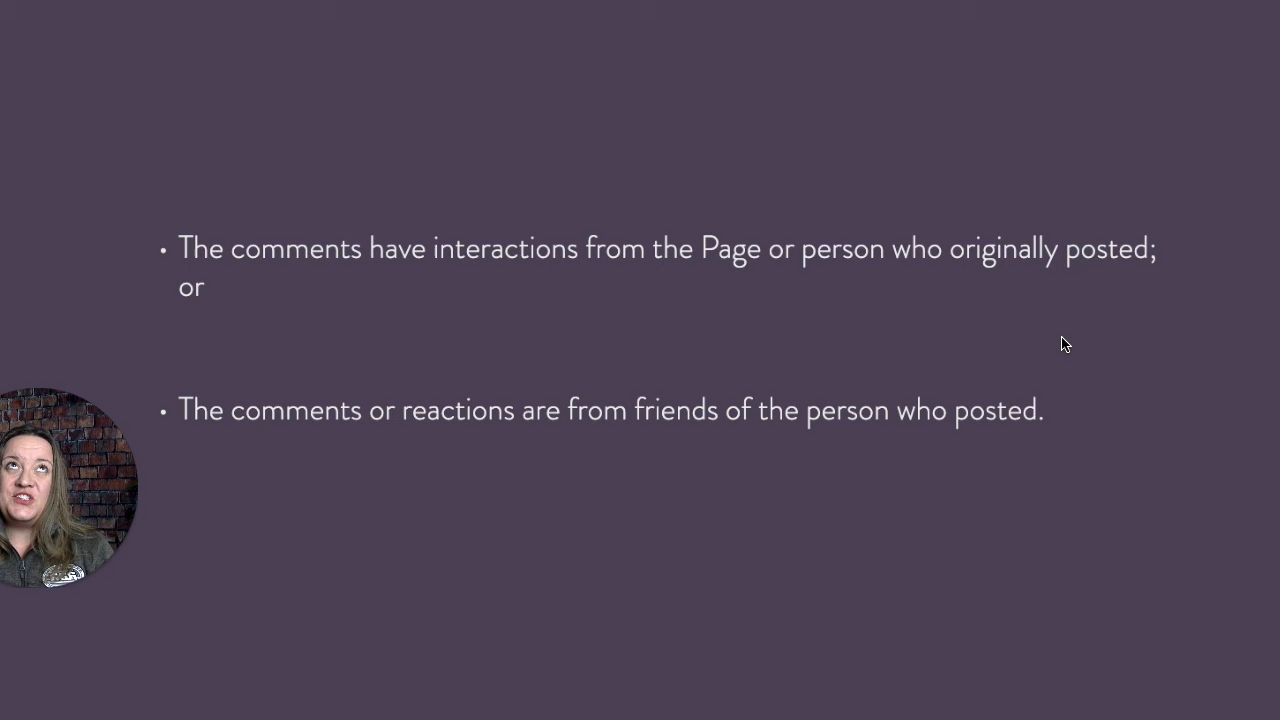 • The comments have interactions from the Page or person who originally posted;
or
• The comments or reactions are from friends of the person who posted.